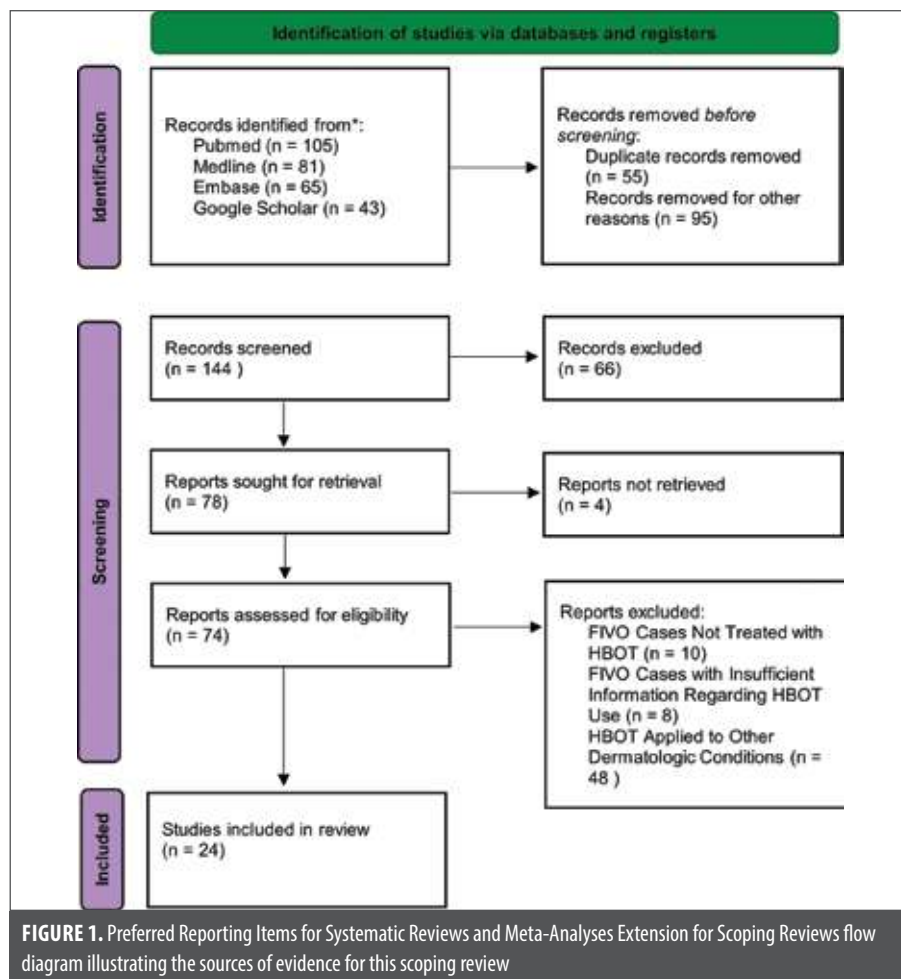 Identification of studies via databases and registers
Identification
Records identified from*:
Pubmed (n = 105)
Medline (n = 81)
Embase (n = 65)
Google Scholar (n = 43)
Records removed before
screening:
Duplicate records removed
(n = 55)
Records removed for other
reasons (n = 95)
Screening
Records screened
(n = 144 )
Records excluded
(n = 66)
Reports sought for retrieval
(n = 78)
Reports not retrieved
(n = 4)
Reports assessed for eligibility
(n = 74)
Reports excluded:
FIVO Cases Not Treated with
HBOT (n = 10)
FIVO Cases with Insufficient
Information Regarding HBOT
Use (n = 8)
HBOT Applied to Other
Dermatologic Conditions (n =
48 )
Included
Studies included in review
(n = 24)
FIGURE 1. Preferred Reporting Items for Systematic Reviews and Meta-Analyses Extension for Scoping Reviews flow
diagram illustrating the sources of evidence for this scoping review